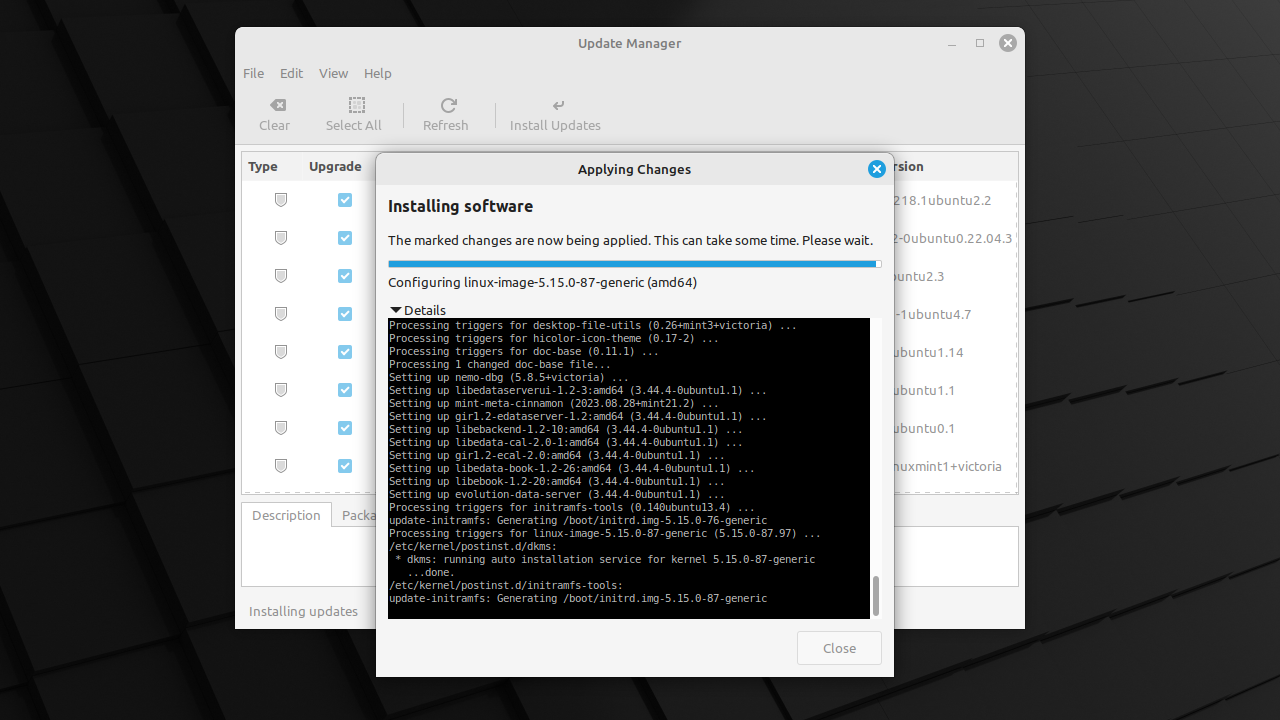 Update Manager
File Edit View Help
Clear Select All Refresh Install Updates
Type Upgrade
218.1ubuntu2.2
2-0ubuntu0.22.04.3
buntu2.3
-1ubuntu4.7
ubuntu1.14
ubuntu1.1
ubuntu0.1
nuxmint1+victoria
Description Packa
Installing updates
Applying Changes
Installing software
The marked changes are now being applied. This can take some time. Please wait.
Configuring linux-image-5.15.0-87-generic (amd64)
Details
Processing triggers for desktop-file-utils (0.26+mint3+victoria) ...
Processing triggers for hicolor-icon-theme (0.17-2) ...
Processing triggers for doc-base (0.11.1) ...
Processing 1 changed doc-base file...
Setting up nemo-dbg (5.8.5+victoria) ...
Setting up libedataserverui-1.2-3:amd64 (3.44.4-0ubuntu1.1) ...
Setting up mint-meta-cinnamon (2023.08.28+mint21.2) ...
Setting up gir1.2-edataserver-1.2:amd64 (3.44.4-0ubuntu1.1) ...
Setting up libebackend-1.2-10:amd64 (3.44.4-0ubuntu1.1) ...
Setting up libedata-cal-2.0-1:amd64 (3.44.4-0ubuntu1.1) ...
Setting up gir1.2-ecal-2.0:amd64 (3.44.4-0ubuntu1.1) ...
Setting up libedata-book-1.2-26:amd64 (3.44.4-0ubuntu1.1) ...
Setting up libebook-1.2-20:amd64 (3.44.4-0ubuntu1.1) ...
Setting up evolution-data-server (3.44.4-0ubuntu1.1) ...
Processing triggers for initramfs-tools (0.140ubuntu13.4) ...
update-initramfs: Generating /boot/initrd.img-5.15.0-76-generic
Processing triggers for linux-image-5.15.0-87-generic (5.15.0-87.97) ...
/etc/kernel/postinst.d/dkms:
 * dkms: running auto installation service for kernel 5.15.0-87-generic
   ...done.
/etc/kernel/postinst.d/initramfs-tools:
update-initramfs: Generating /boot/initrd.img-5.15.0-87-generic
Close